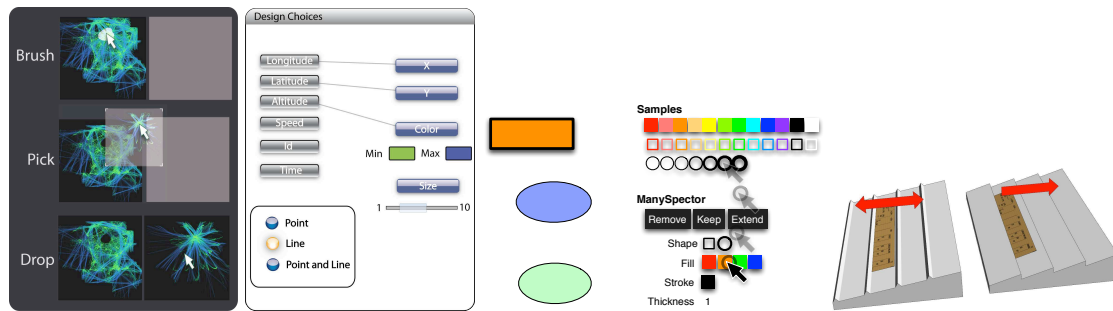 Brush
Pick
Drop
Design Choices
Longitude
Latitude
Altitude
Speed
Id
Time
X
Y
Color
Min Max
Size
1 10
Point
Line
Point and Line
Samples
ManySpector
Remove Keep Extend
Shape
Fill
Stroke
Thickness 1